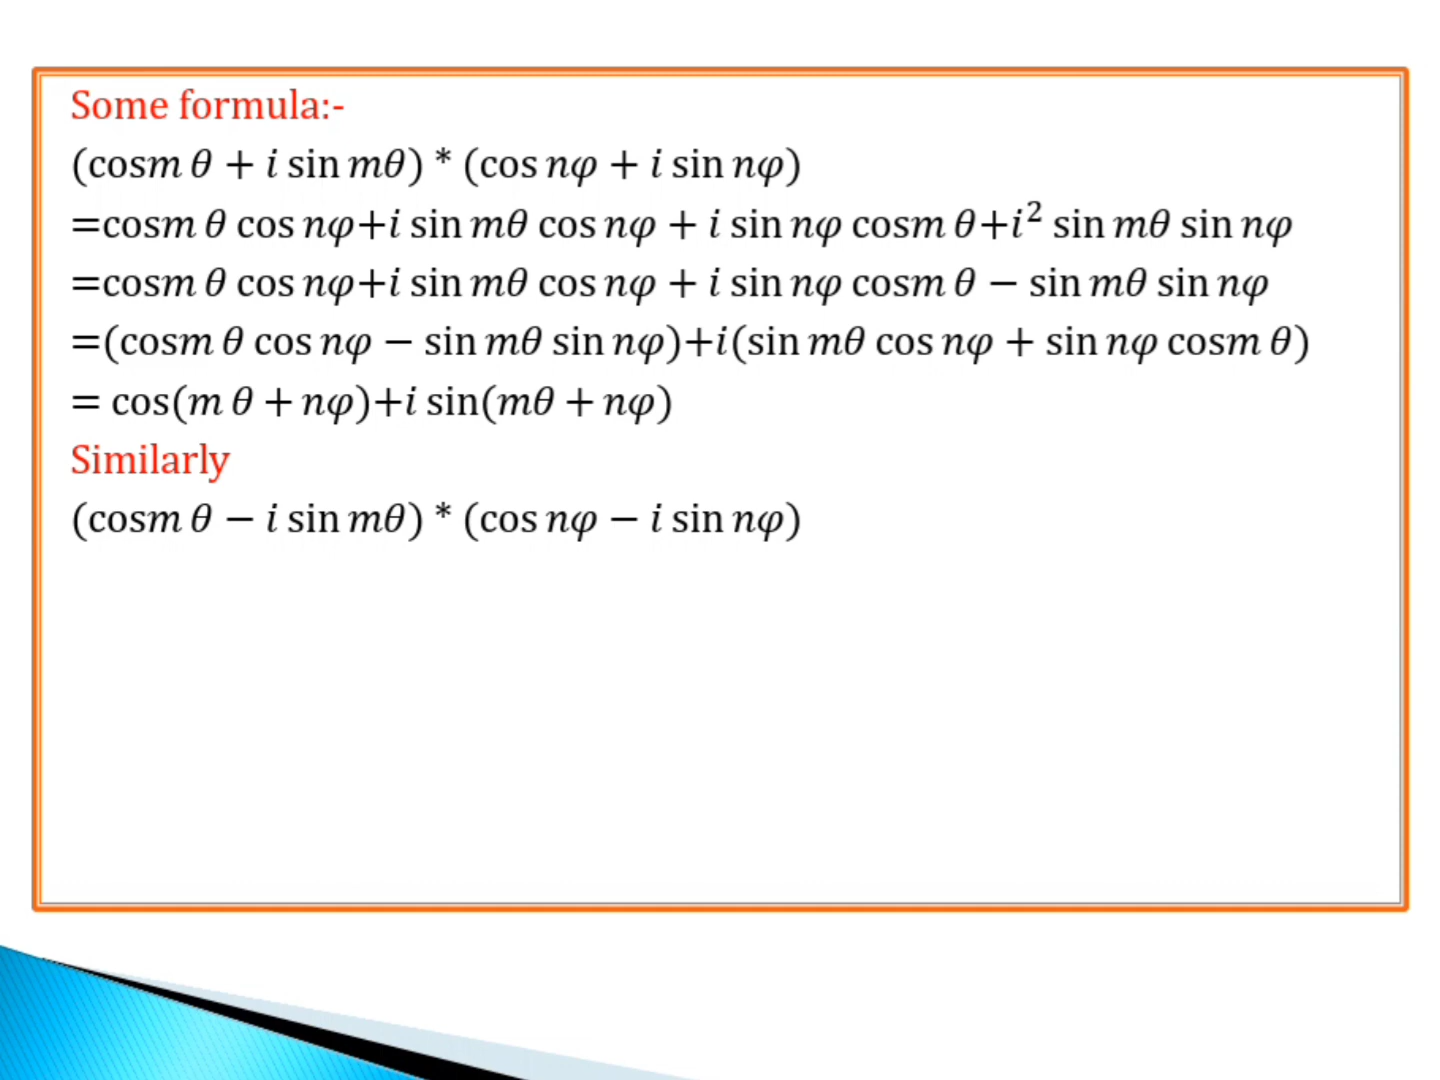 Some formula:-
(cosm θ + i sin mθ) * (cos nφ + i sin nφ)
=cosm θ cos nφ+i sin mθ cos nφ + i sin nφ cosm θ+i² sin mθ sin nφ
=cosm θ cos nφ+i sin mθ cos nφ + i sin nφ cosm θ − sin mθ sin nφ
=(cosm θ cos nφ − sin mθ sin nφ)+i(sin mθ cos nφ + sin nφ cosm θ)
= cos(m θ + nφ)+i sin(mθ + nφ)
Similarly
(cosm θ − i sin mθ) * (cos nφ − i sin nφ)